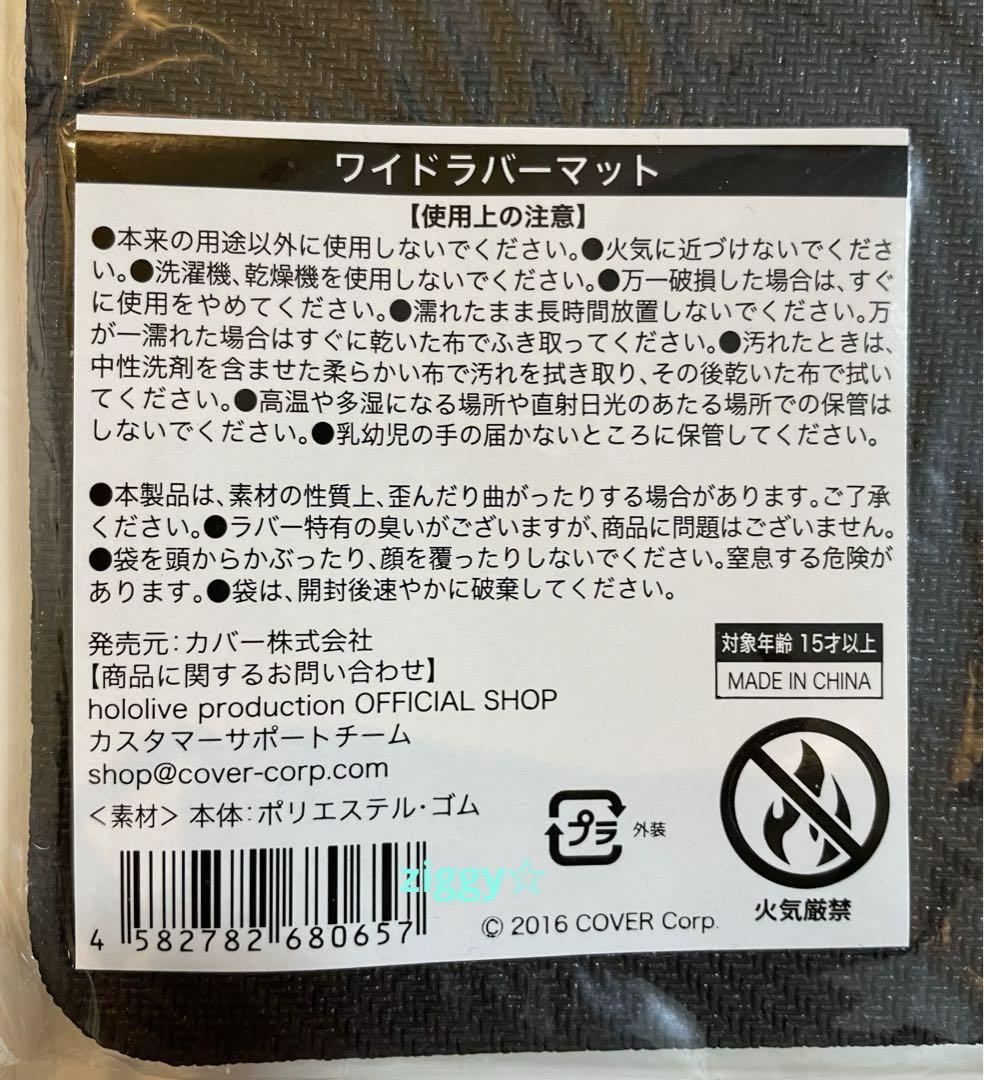 ワイドラバーマット
【使用上の注意】
●本来の用途以外に使用しないでください。●火気に近づけないでくださ
い。●洗濯機、乾燥機を使用しないでください。●万一破損した場合は、すぐ
に使用をやめてください。●濡れたまま長時間放置しないでください。万
が一濡れた場合はすぐに乾いた布でふき取ってください。●汚れたときは、
中性洗剤を含ませた柔らかい布で汚れを拭き取り、その後乾いた布で拭い
てください。●高温や多湿になる場所や直射日光のあたる場所での保管は
しないでください。●乳幼児の手の届かないところに保管してください。
●本製品は、素材の性質上、歪んだり曲がったりする場合があります。ご了承
ください。●ラバー特有の臭いがございますが、商品に問題はございません。
●袋を頭からかぶったり、顔を覆ったりしないでください。窒息する危険が
あります。●袋は、開封後速やかに破棄してください。
発売元：カバー株式会社
【商品に関するお問い合わせ】
hololive production OFFICIAL SHOP
カスタマーサポートチーム
shop@cover-corp.com
＜素材＞ 本体：ポリエステル・ゴム
対象年齢 15才以上
MADE IN CHINA
プラ 外装
火気厳禁
ziggy☆
4 582782 680657
© 2016 COVER Corp.